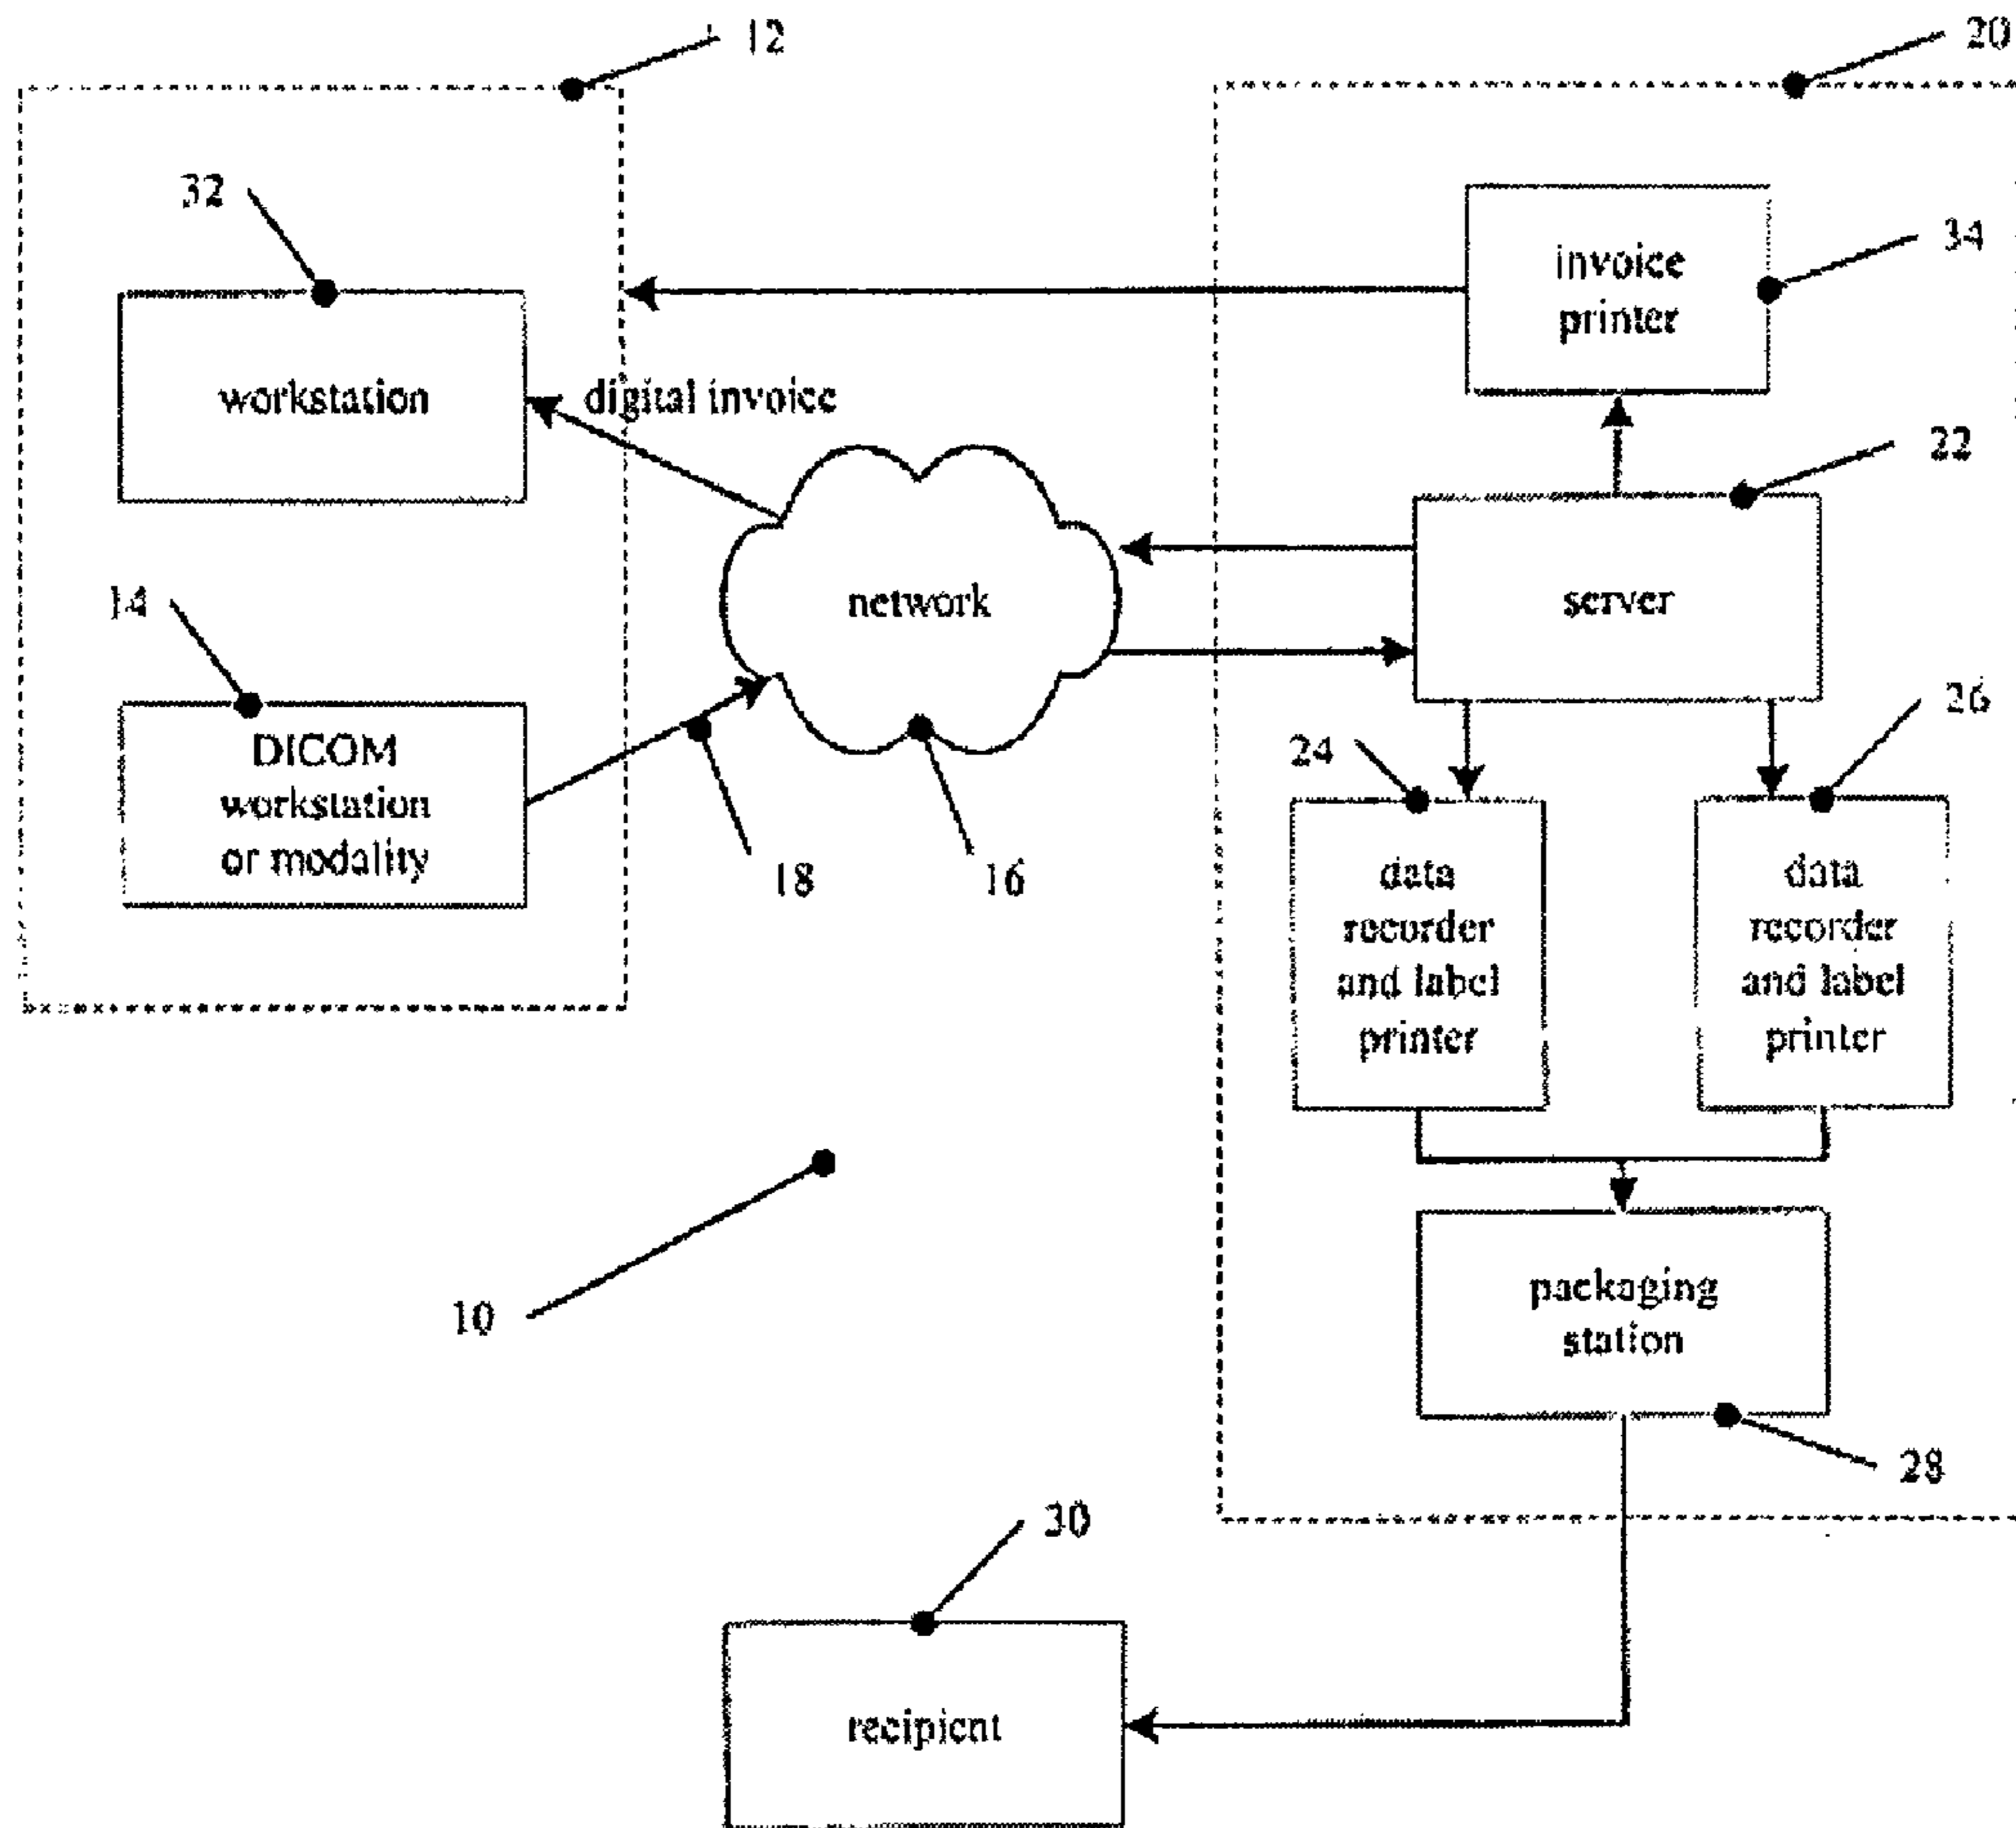 12
20
32
34
invoice
printer
workstation
digital invoice
22
14
network
server
DICOM
workstation
or modality
26
24
18
16
data
recorder
and label
printer
data
recorder
and label
printer
10
packaging
station
28
30
recipient